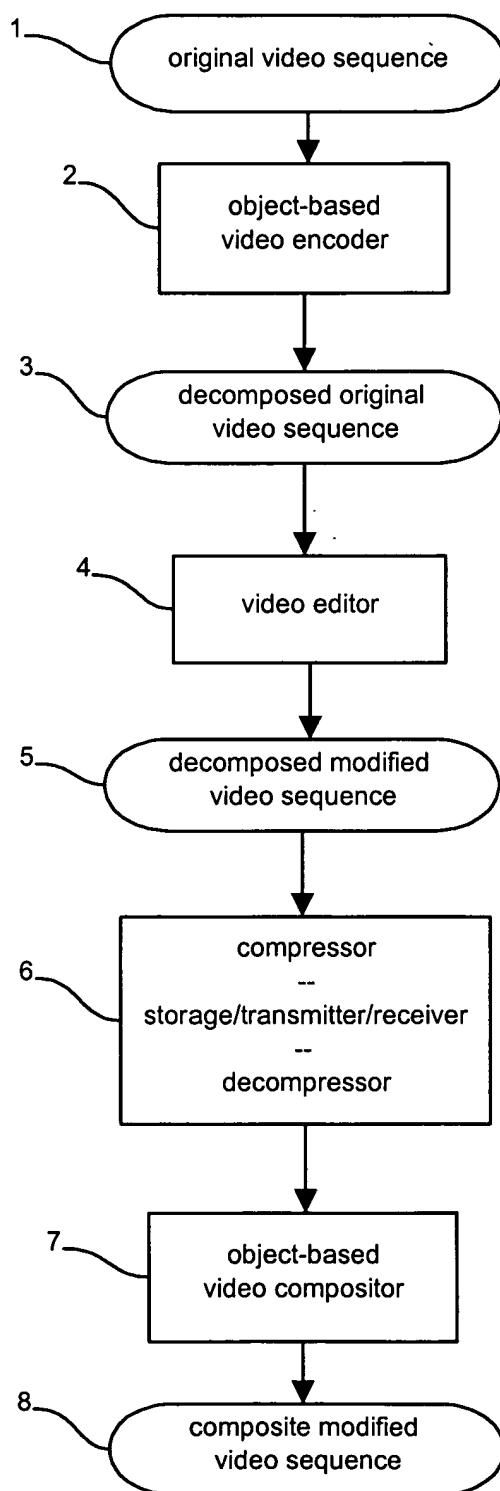 1
original video sequence
2
object-based
video encoder
3
decomposed original
video sequence
4
video editor
5
decomposed modified
video sequence
6
compressor
--
storage/transmitter/receiver
--
decompressor
7
object-based
video compositor
8
composite modified
video sequence